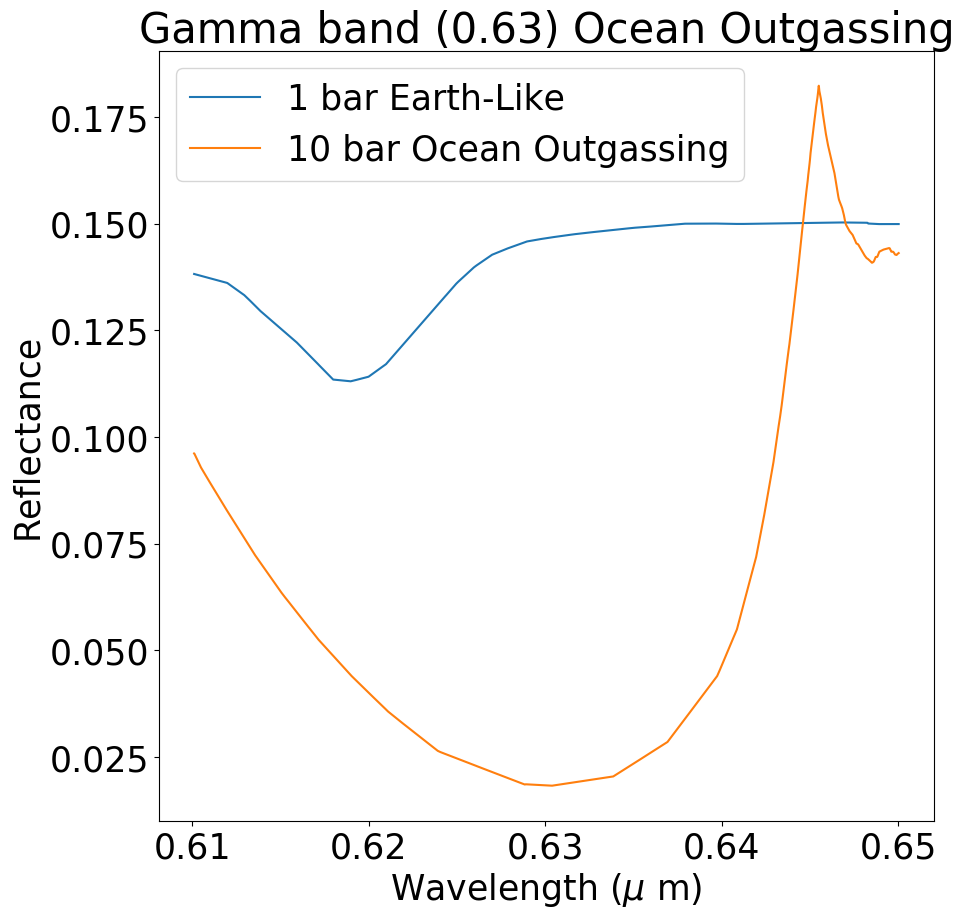 Gamma band (0.63) Ocean Outgassing
1 bar Earth-Like
10 bar Ocean Outgassing
0.175
0.150
0.125
0.100
0.075
0.050
0.025
Reflectance
0.61 0.62 0.63 0.64 0.65
Wavelength (μ m)